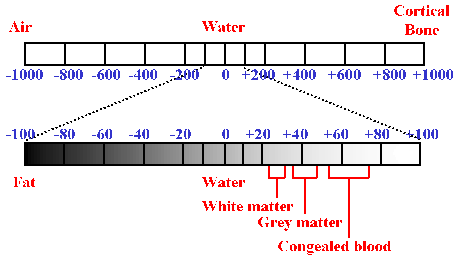 Cortical
Air Water Bone
-1000 -800 -600 -400 -200 0 +200 +400 +600 +800 +1000
-100 -80 -60 -40 -20 0 +20 +40 +60 +80 +100
Fat Water
White matter
Grey matter
Congealed blood